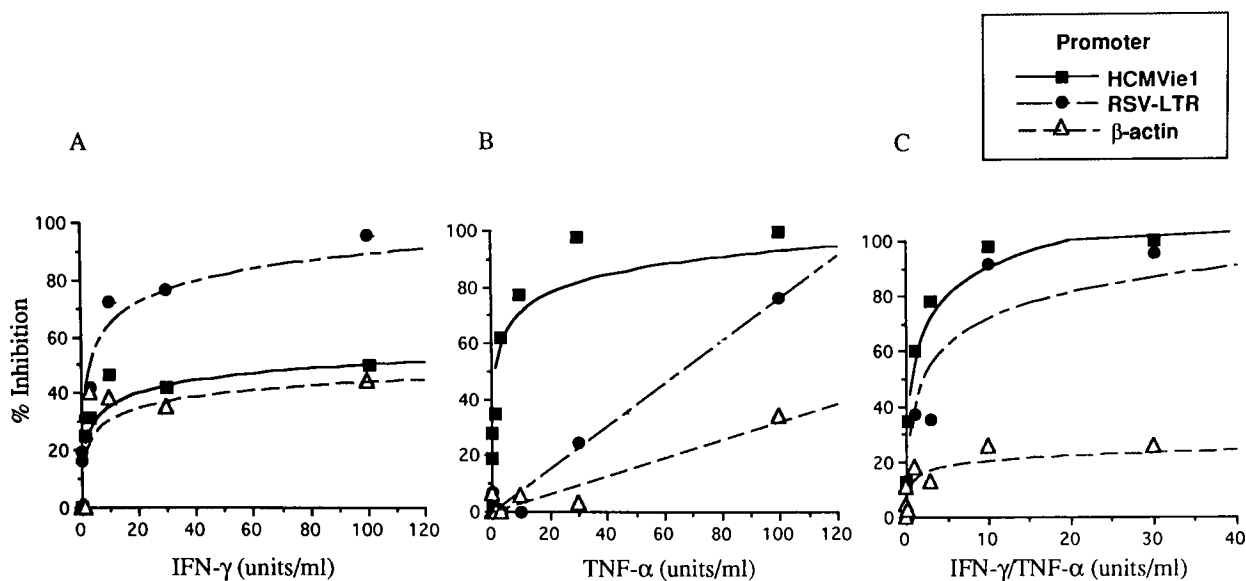 Promoter
HCMVie1
RSV-LTR
β-actin
A
B
C
% Inhibition
100
80
60
40
20
0
0 20 40 60 80 100 120
IFN-γ (units/ml)
100
80
60
40
20
0
0 20 40 60 80 100 120
TNF-α (units/ml)
100
80
60
40
20
0
0 10 20 30 40
IFN-γ/TNF-α (units/ml)